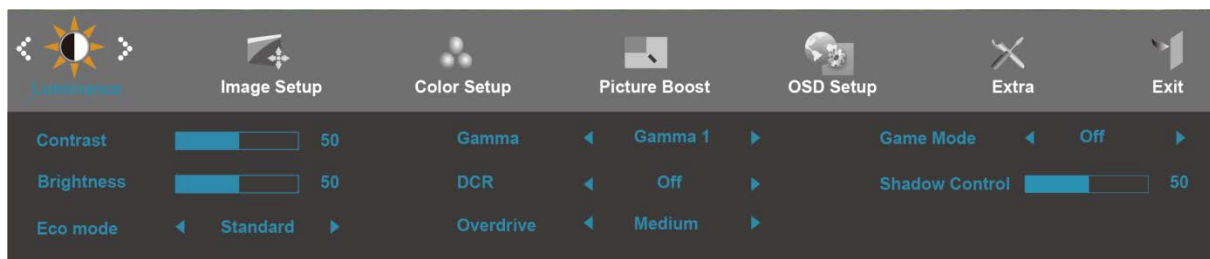 Luminance
Image Setup
Color Setup
Picture Boost
OSD Setup
Extra
Exit
Contrast 50
Gamma Gamma 1
Game Mode Off
Brightness 50
DCR Off
Shadow Control 50
Eco mode Standard
Overdrive Medium